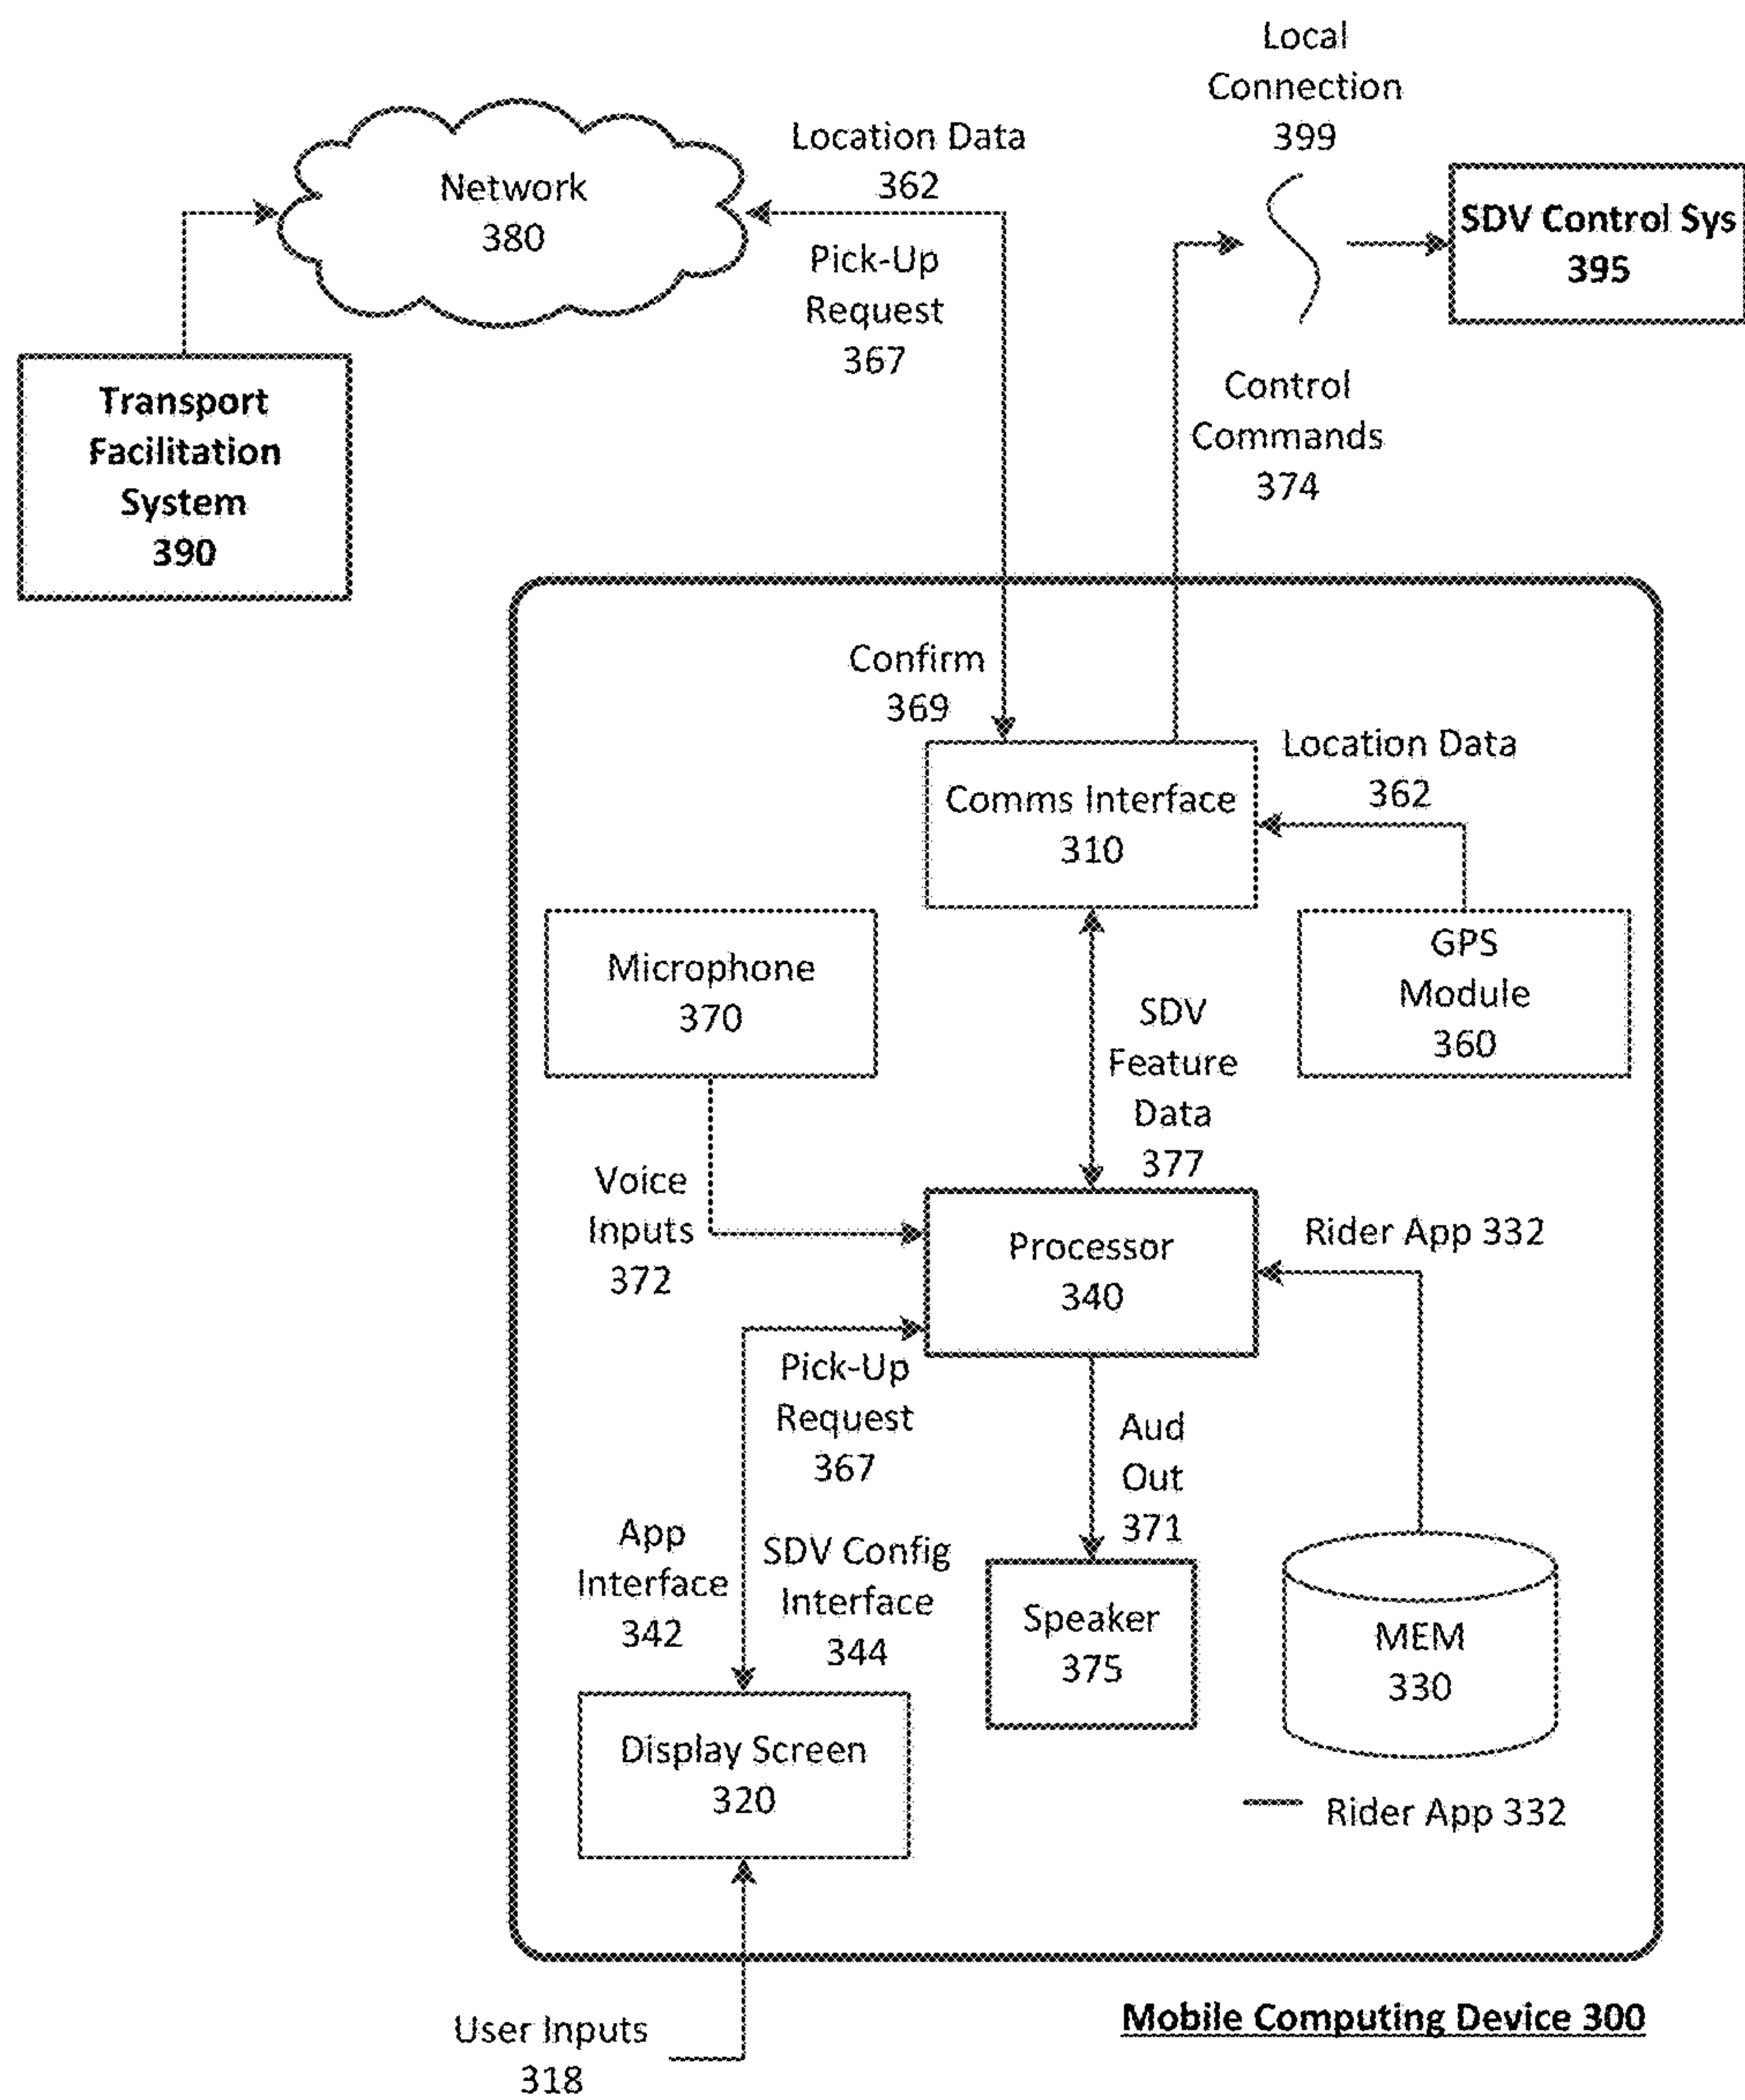 Local
Connection
399
Location Data
362
Network
380
SDV Control Sys
395
Pick-Up
Request
367
Transport
Facilitation
System
390
Control
Commands
374
Confirm
369
Location Data
362
Comms Interface
310
Microphone
370
GPS
Module
360
SDV
Feature
Data
377
Voice
Inputs
372
Processor
340
Rider App 332
Pick-Up
Request
367
Aud
Out
371
App
Interface
342
SDV Config
Interface
344
Speaker
375
MEM
330
Display Screen
320
Rider App 332
Mobile Computing Device 300
User Inputs
318